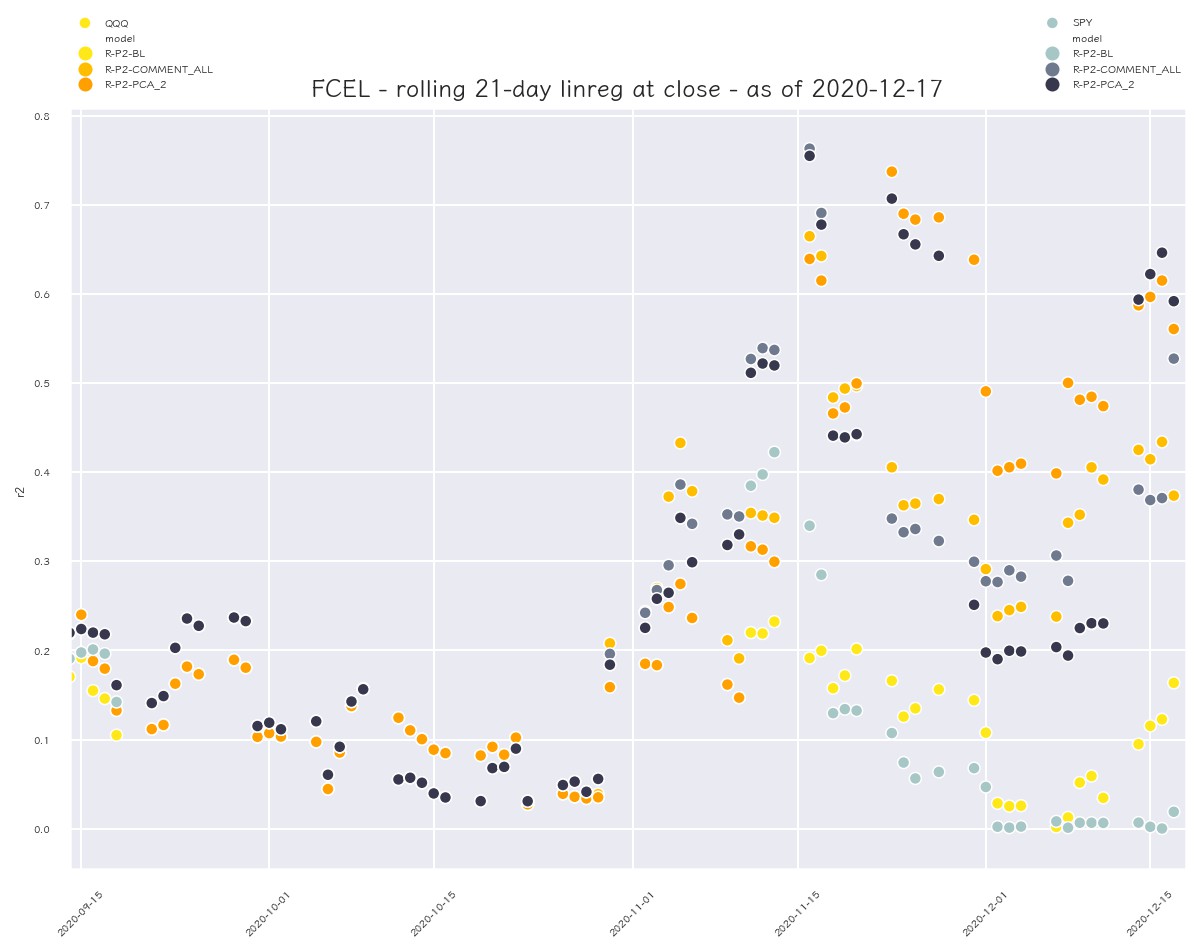 QQQ
model
R-P2-BL
R-P2-COMMENT_ALL
R-P2-PCA_2
SPY
model
R-P2-BL
R-P2-COMMENT_ALL
R-P2-PCA_2
FCEL - rolling 21-day linreg at close - as of 2020-12-17
0.8
0.7
0.6
0.5
0.4
0.3
0.2
0.1
0.0
r2
2020-09-15
2020-10-01
2020-10-15
2020-11-01
2020-11-15
2020-12-01
2020-12-15